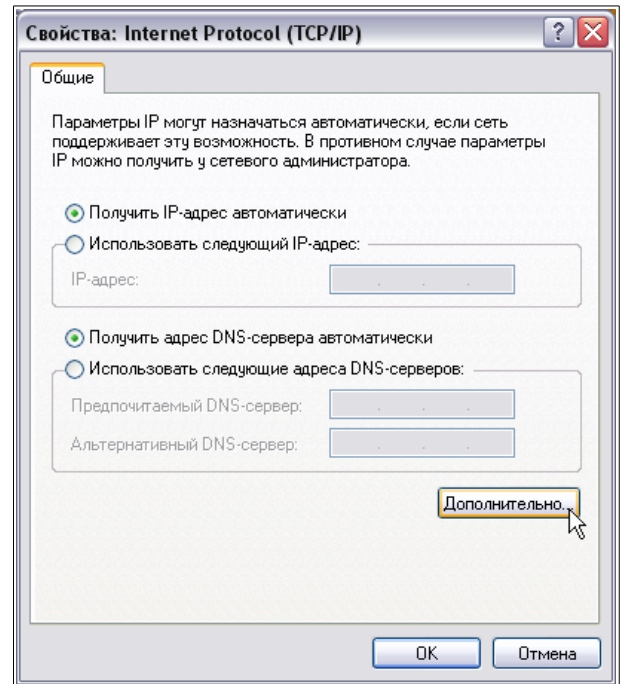 Свойства: Internet Protocol (TCP/IP)
Общие
Параметры IP могут назначаться автоматически, если сеть
поддерживает эту возможность. В противном случае параметры
IP можно получить у сетевого администратора.
Получить IP-адрес автоматически
Использовать следующий IP-адрес:
IP-адрес:
Получить адрес DNS-сервера автоматически
Использовать следующие адреса DNS-серверов:
Предпочитаемый DNS-сервер:
Альтернативный DNS-сервер:
Дополнительно...
OK Отмена